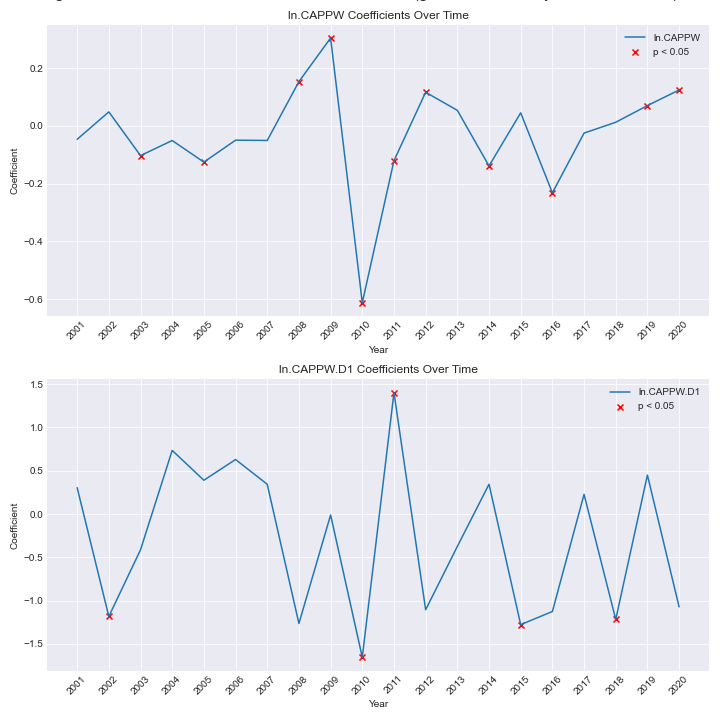 ln.CAPPW Coefficients Over Time
ln.CAPPW
p < 0.05
0.2
0.0
−0.2
−0.4
−0.6
Coefficient
2001 2002 2003 2004 2005 2006 2007 2008 2009 2010 2011 2012 2013 2014 2015 2016 2017 2018 2019 2020
Year
ln.CAPPW.D1 Coefficients Over Time
ln.CAPPW.D1
p < 0.05
1.5
1.0
0.5
0.0
−0.5
−1.0
−1.5
Coefficient
2001 2002 2003 2004 2005 2006 2007 2008 2009 2010 2011 2012 2013 2014 2015 2016 2017 2018 2019 2020
Year